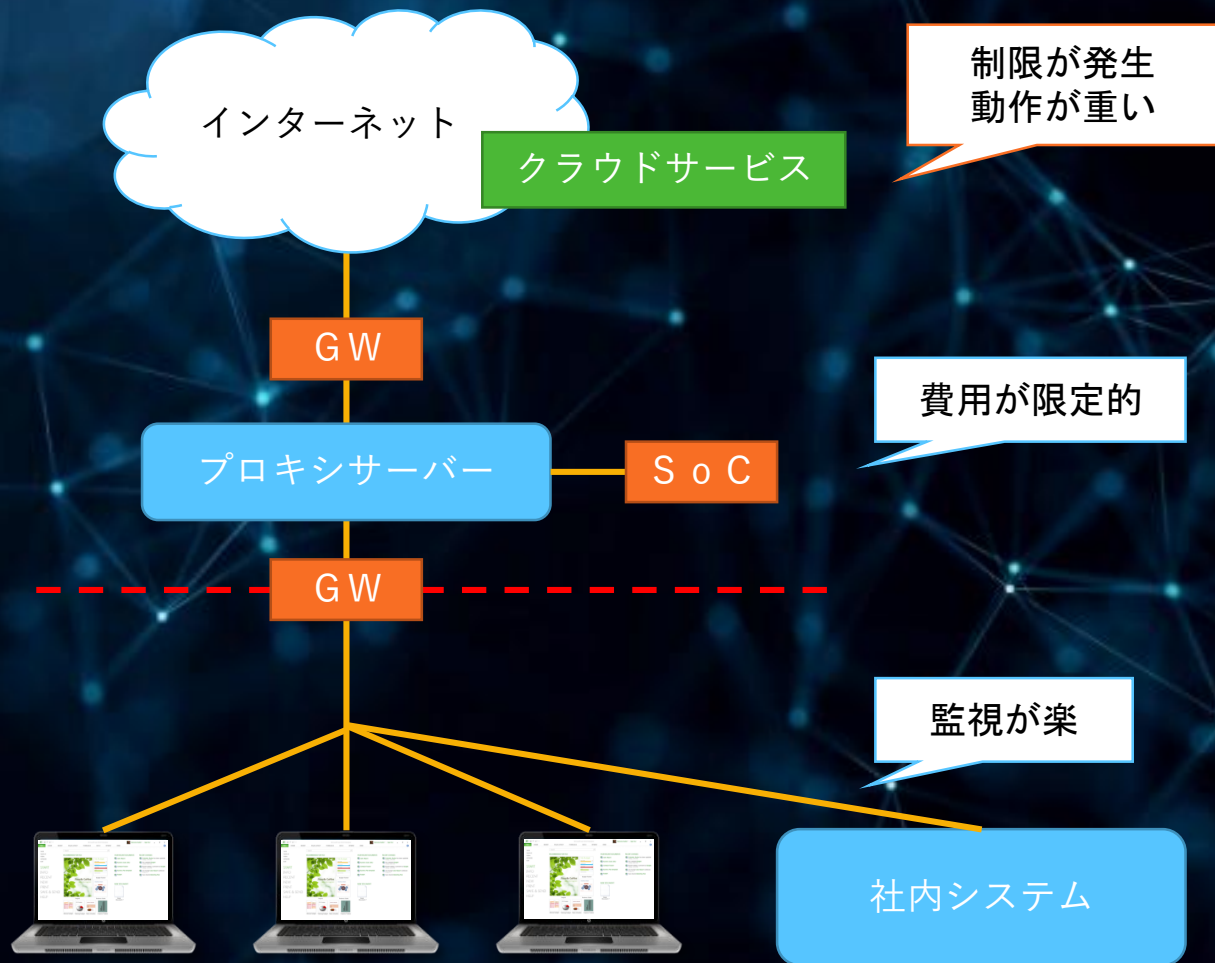 制限が発生
動作が重い
インターネット
クラウドサービス
ＧＷ
費用が限定的
プロキシサーバー
ＳｏＣ
ＧＷ
監視が楽
社内システム